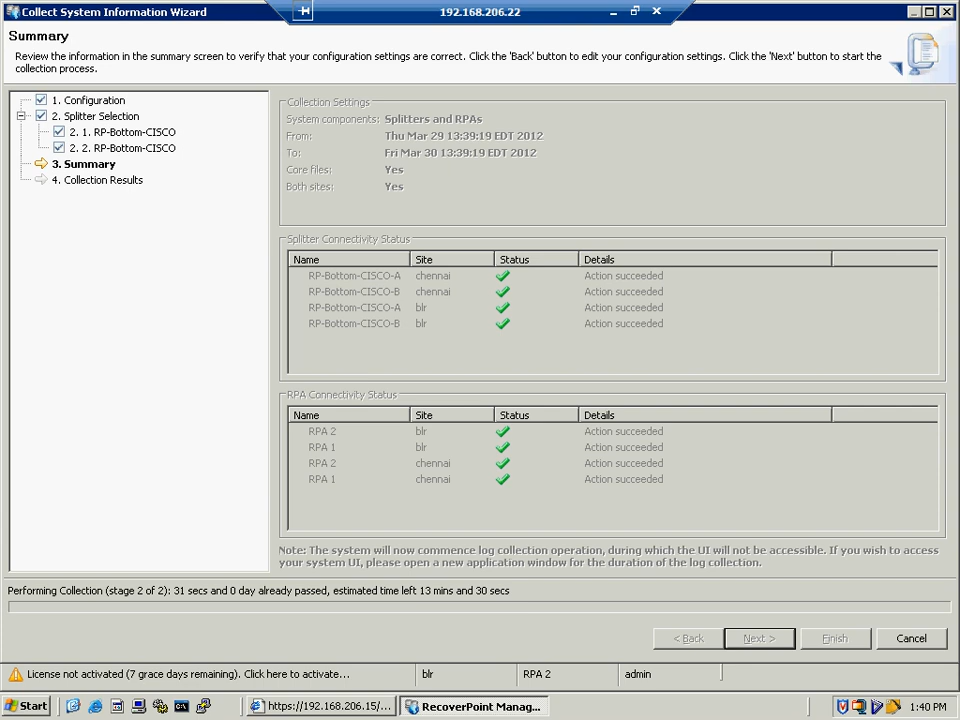 Collect System Information Wizard
192.168.206.22
Summary
Review the information in the summary screen to verify that your configuration settings are correct. Click the 'Back' button to edit your configuration settings. Click the 'Next' button to start the
collection process.
1. Configuration
2. Splitter Selection
2. 1. RP-Bottom-CISCO
2. 2. RP-Bottom-CISCO
3. Summary
4. Collection Results
Collection Settings
System components: Splitters and RPAs
From: Thu Mar 29 13:39:19 EDT 2012
To: Fri Mar 30 13:39:19 EDT 2012
Core files: Yes
Both sites: Yes
Splitter Connectivity Status
Name Site Status Details
RP-Bottom-CISCO-A chennai Action succeeded
RP-Bottom-CISCO-B chennai Action succeeded
RP-Bottom-CISCO-A blr Action succeeded
RP-Bottom-CISCO-B blr Action succeeded
RPA Connectivity Status
Name Site Status Details
RPA 2 blr Action succeeded
RPA 1 blr Action succeeded
RPA 2 chennai Action succeeded
RPA 1 chennai Action succeeded
Note: The system will now commence log collection operation, during which the UI will not be accessible. If you wish to access
your system UI, please open a new application window for the duration of the log collection.
Performing Collection (stage 2 of 2): 31 secs and 0 day already passed, estimated time left 13 mins and 30 secs
< Back Next > Finish Cancel
License not activated (7 grace days remaining). Click here to activate... blr RPA 2 admin
Start https://192.168.206.15/... RecoverPoint Manag... 1:40 PM